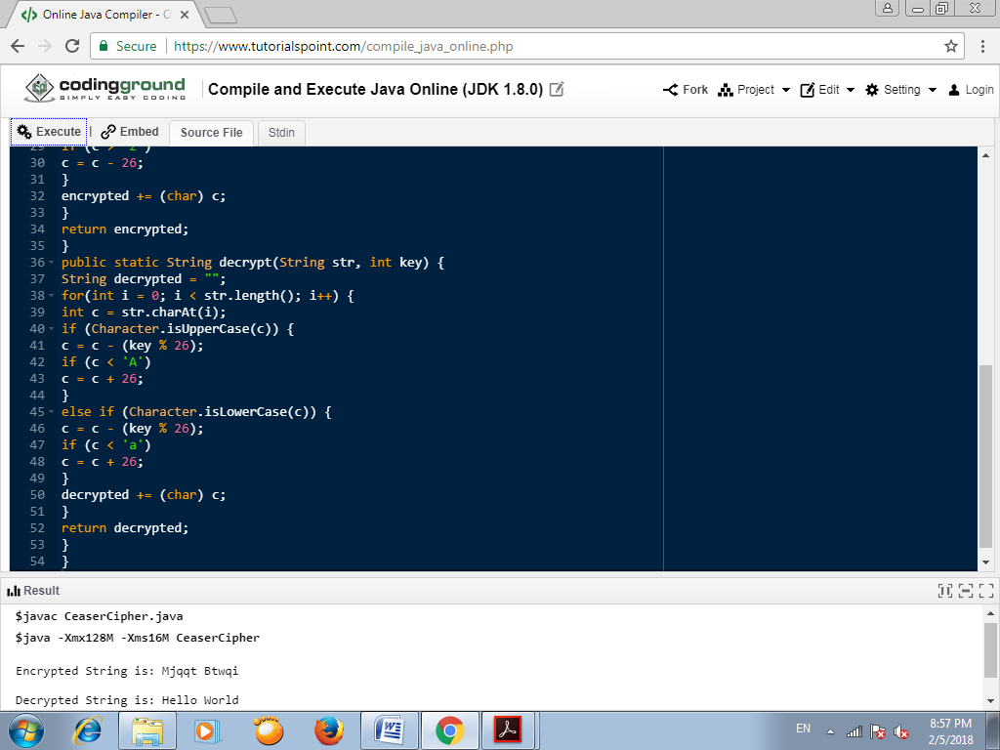 Online Java Compiler - C
Secure https://www.tutorialspoint.com/compile_java_online.php
codingground
SIMPLY EASY CODING
Compile and Execute Java Online (JDK 1.8.0)
Fork Project Edit Setting Login
Execute | Embed Source File Stdin
29 if (c > 'z')
30 c = c - 26;
31 }
32 encrypted += (char) c;
33 }
34 return encrypted;
35 }
36 public static String decrypt(String str, int key) {
37 String decrypted = "";
38 for(int i = 0; i < str.length(); i++) {
39 int c = str.charAt(i);
40 if (Character.isUpperCase(c)) {
41 c = c - (key % 26);
42 if (c < 'A')
43 c = c + 26;
44 }
45 else if (Character.isLowerCase(c)) {
46 c = c - (key % 26);
47 if (c < 'a')
48 c = c + 26;
49 }
50 decrypted += (char) c;
51 }
52 return decrypted;
53 }
54 }
Result
$javac CeaserCipher.java
$java -Xmx128M -Xms16M CeaserCipher
Encrypted String is: Mjqqt Btwqi
Decrypted String is: Hello World
EN
8:57 PM
2/5/2018